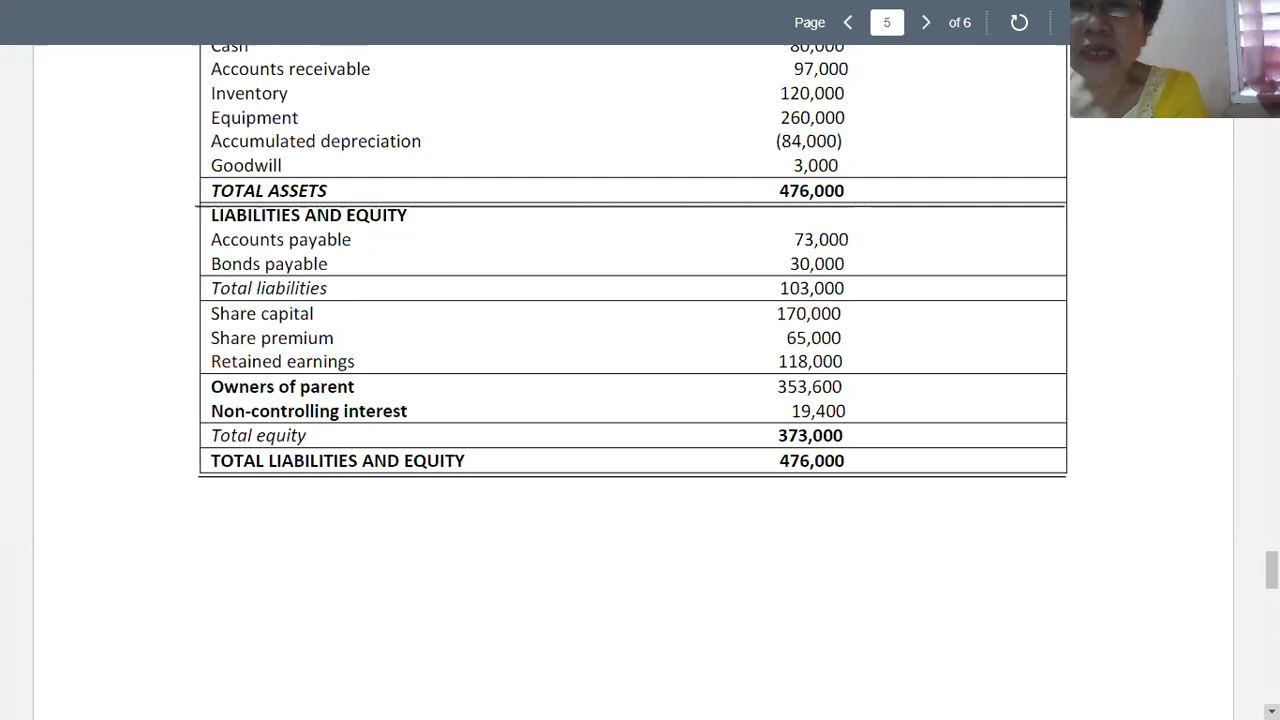 Page 5 of 6
Cash 80,000
Accounts receivable 97,000
Inventory 120,000
Equipment 260,000
Accumulated depreciation (84,000)
Goodwill 3,000
TOTAL ASSETS 476,000
LIABILITIES AND EQUITY
Accounts payable 73,000
Bonds payable 30,000
Total liabilities 103,000
Share capital 170,000
Share premium 65,000
Retained earnings 118,000
Owners of parent 353,600
Non-controlling interest 19,400
Total equity 373,000
TOTAL LIABILITIES AND EQUITY 476,000